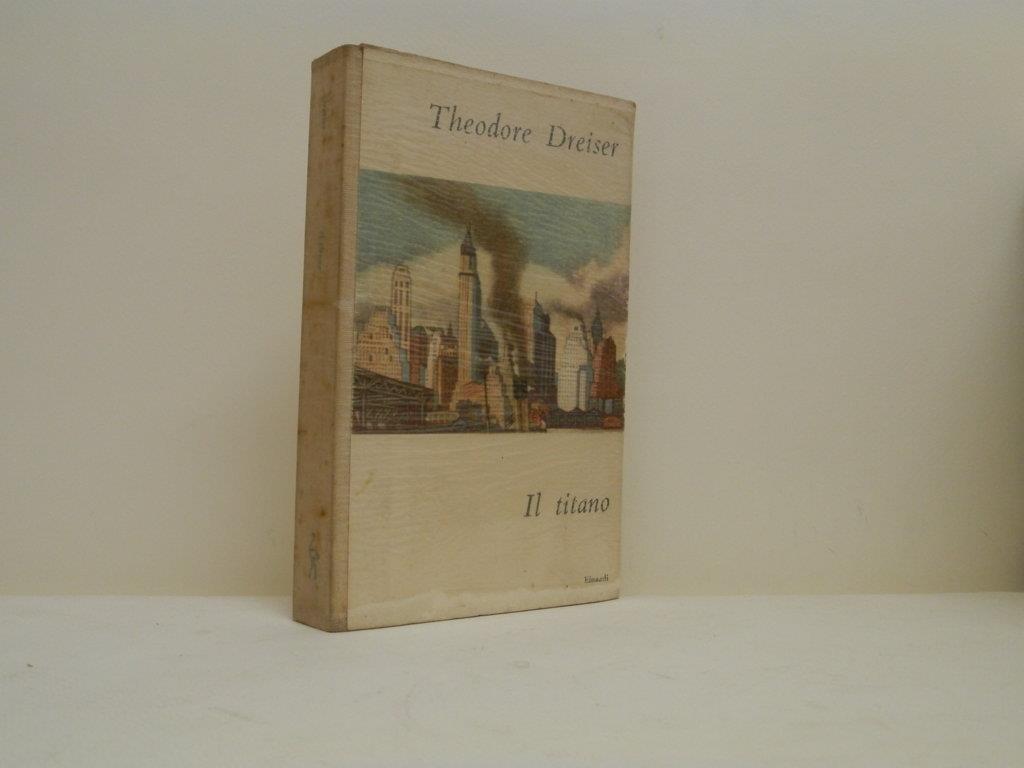 Theodore Dreiser
Il titano
Einaudi